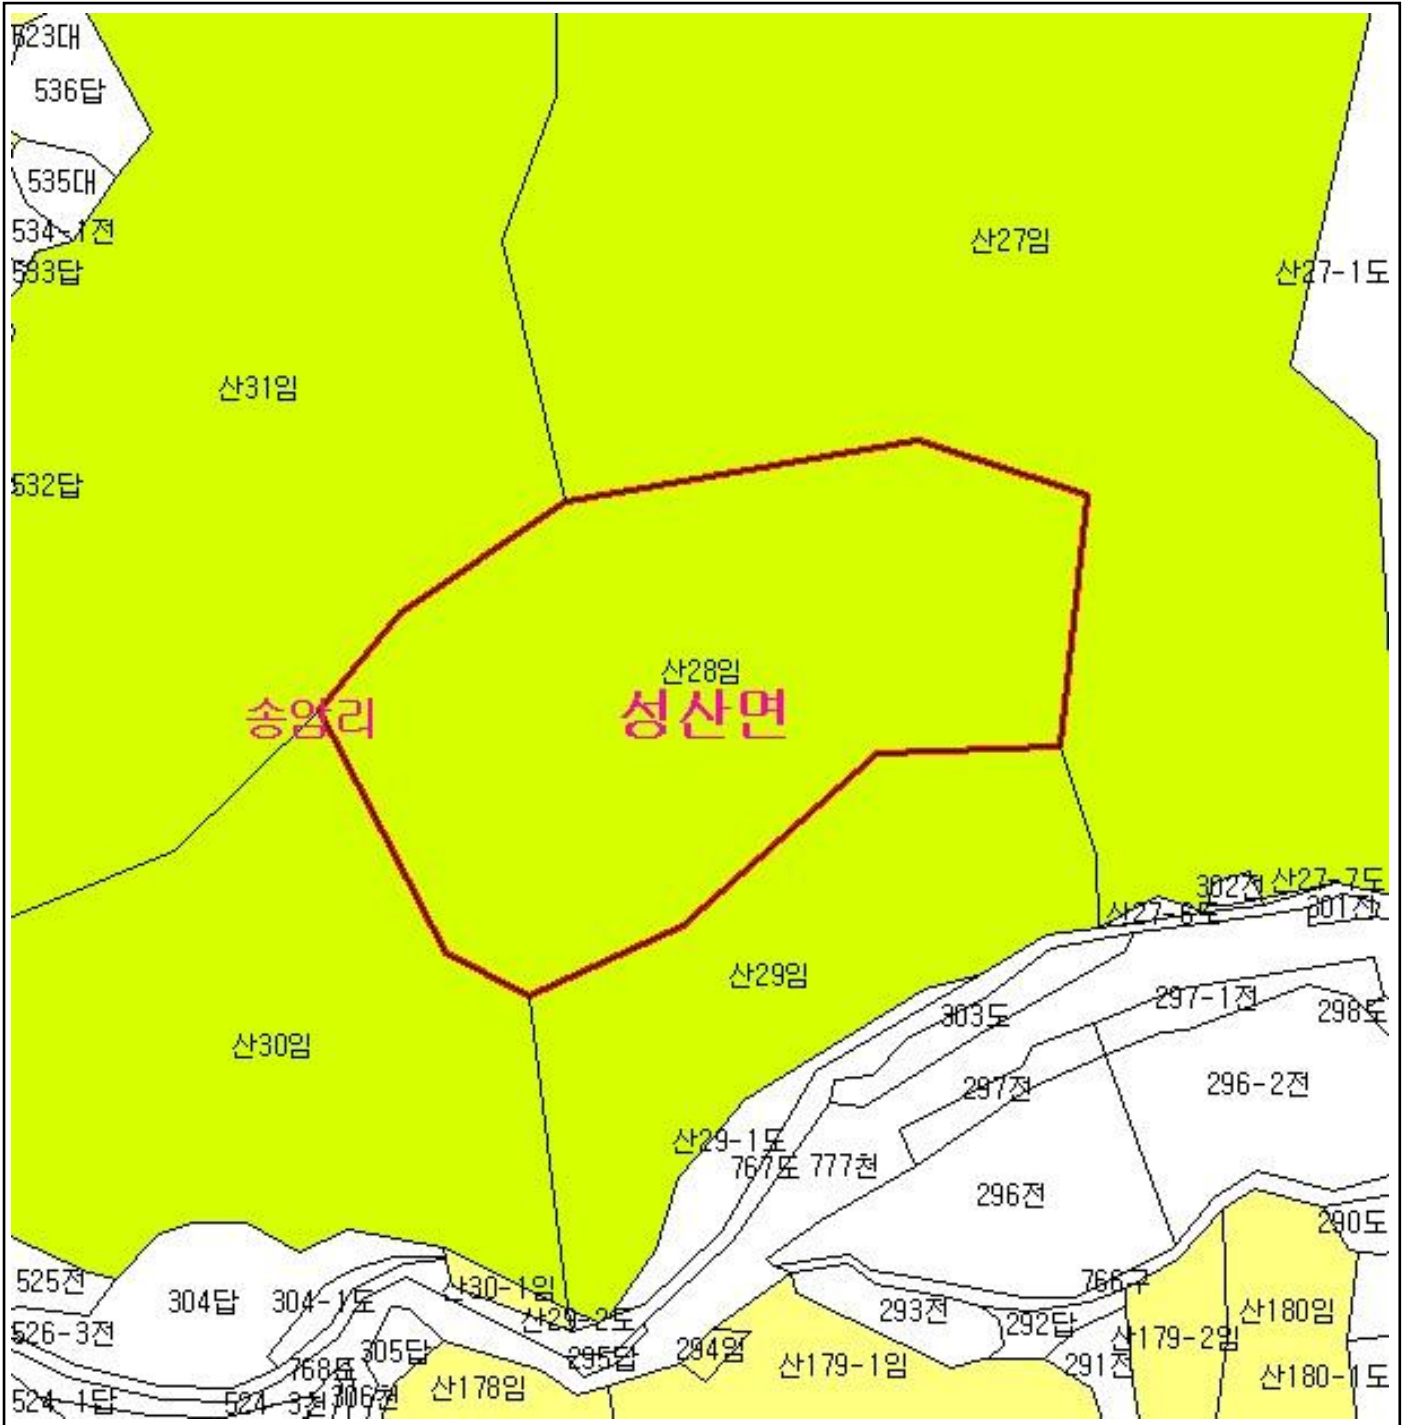 523대
536답
535대
534-1전
533답
산27임
산27-1도
산31임
532답
산28임
성산면
송암리
302전
산27-7도
산27-6도
301전
산29임
297-1전
298도
303도
산30임
297전
296-2전
산29-1도
767도
777천
296전
290도
525전
산30-1임
766구
304답
304-1도
산29-2도
293전
292답
산180임
526-3전
산179-2임
305답
295답
294임
산179-1임
291전
768도
산178임
산180-1도
524-1답
524-3천
306천